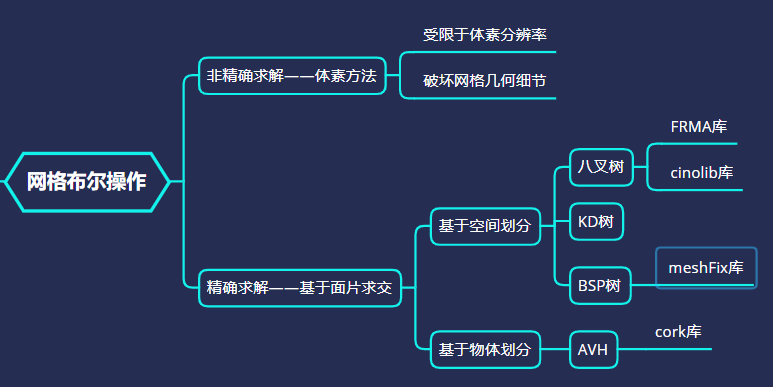 网格布尔操作
非精确求解——体素方法
受限于体素分辨率
破坏网格几何细节
精确求解——基于面片求交
基于空间划分
八叉树
FRMA库
cinolib库
KD树
BSP树
meshFix库
基于物体划分
AVH
cork库